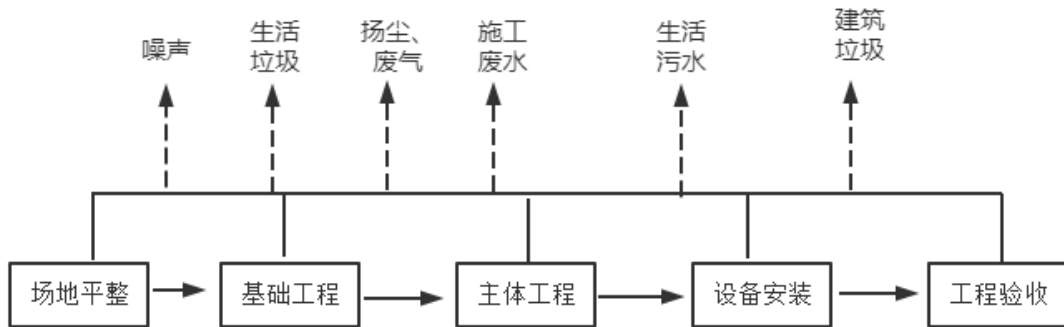 噪声
生活
垃圾
扬尘、
废气
施工
废水
生活
污水
建筑
垃圾
场地平整
基础工程
主体工程
设备安装
工程验收